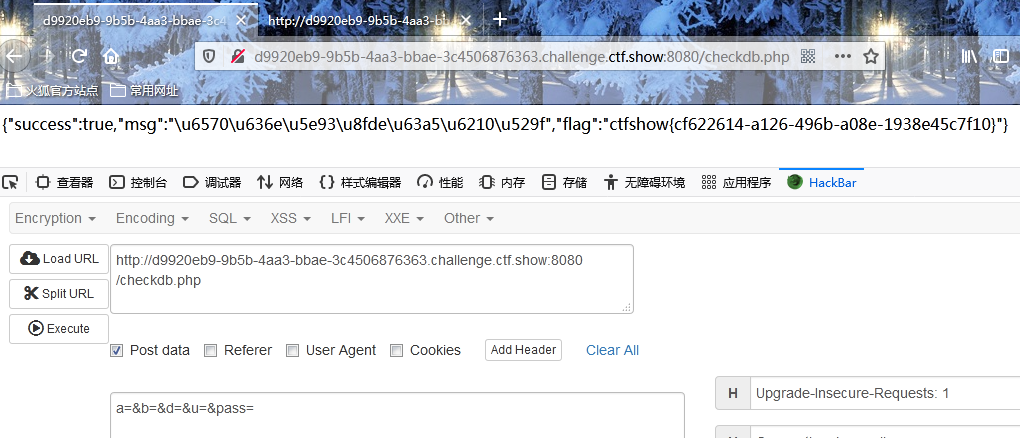 d9920eb9-9b5b-4aa3-bbae-3c4
http://d9920eb9-9b5b-4aa3-bb
d9920eb9-9b5b-4aa3-bbae-3c4506876363.challenge.ctf.show:8080/checkdb.php
火狐官方站点 常用网址
{"success":true,"msg":"\u6570\u636e\u5e93\u8fde\u63a5\u6210\u529f","flag":"ctfshow{cf622614-a126-496b-a08e-1938e45c7f10}"}
查看器 控制台 调试器 网络 样式编辑器 性能 内存 存储 无障碍环境 应用程序 HackBar
Encryption Encoding SQL XSS LFI XXE Other
Load URL
Split URL
Execute
http://d9920eb9-9b5b-4aa3-bbae-3c4506876363.challenge.ctf.show:8080
/checkdb.php
Post data Referer User Agent Cookies Add Header Clear All
a=&b=&d=&u=&pass=
H Upgrade-Insecure-Requests: 1